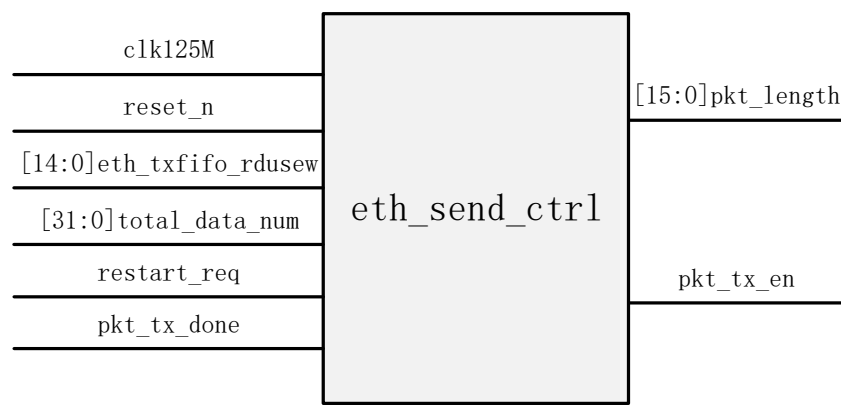 clk125M
reset_n
[14:0]eth_txfifo_rdusew
[31:0]total_data_num
restart_req
pkt_tx_done
eth_send_ctrl
[15:0]pkt_length
pkt_tx_en